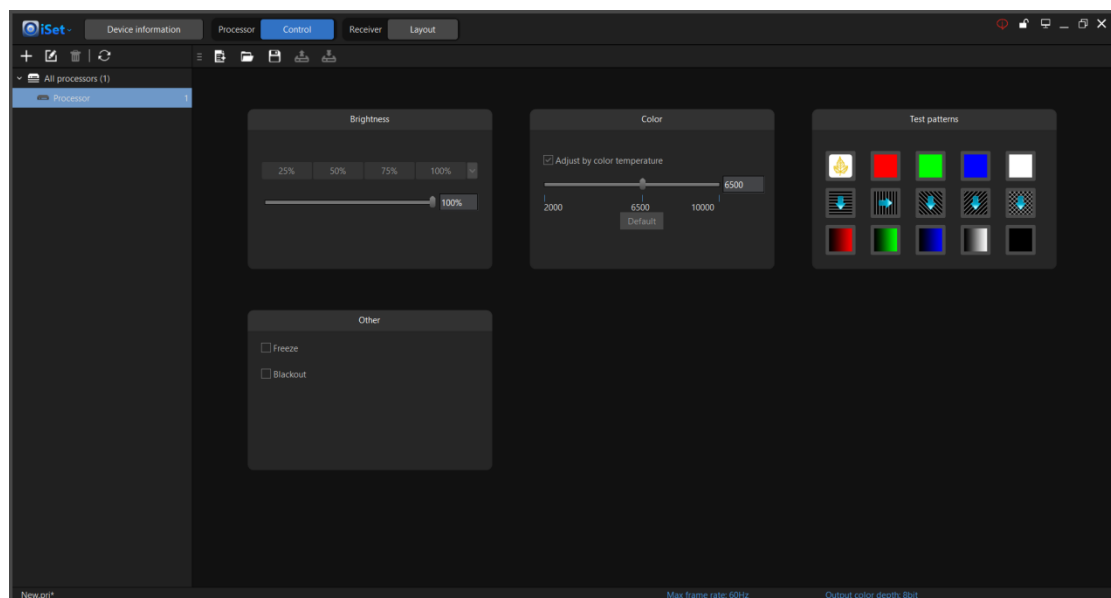 iSet
Device information
Processor
Control
Receiver
Layout
All processors (1)
Processor 1
Brightness
25% 50% 75% 100%
100%
Color
Adjust by color temperature
6500
2000 6500 10000
Default
Test patterns
Other
Freeze
Blackout
New.prj*
Max frame rate: 60Hz
Output color depth: 8bit